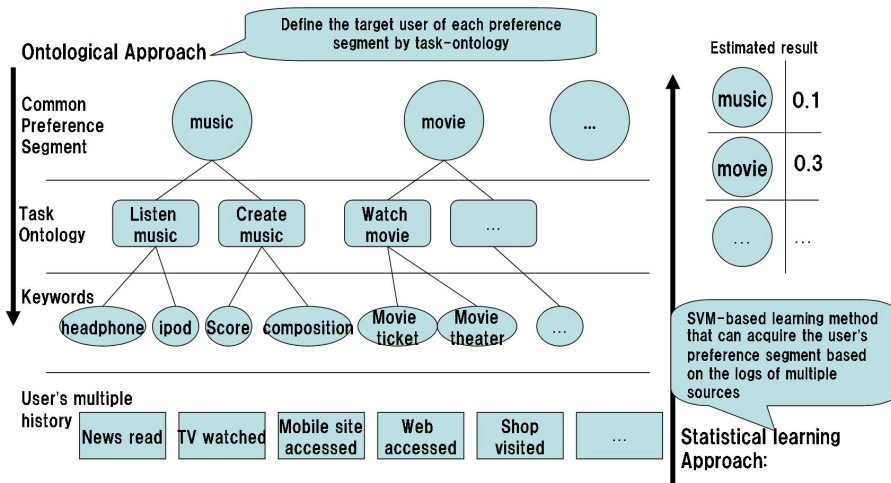 Ontological Approach
Define the target user of each preference
segment by task-ontology
Estimated result
Common
Preference
Segment
music
movie
...
music
0.1
movie
0.3
...
...
Task
Ontology
Listen
music
Create
music
Watch
movie
...
Keywords
headphone
ipod
Score
composition
Movie
ticket
Movie
theater
...
SVM-based learning method
that can acquire the user's
preference segment based
on the logs of multiple
sources
User's multiple
history
News read
TV watched
Mobile site
accessed
Web
accessed
Shop
visited
...
Statistical learning
Approach: